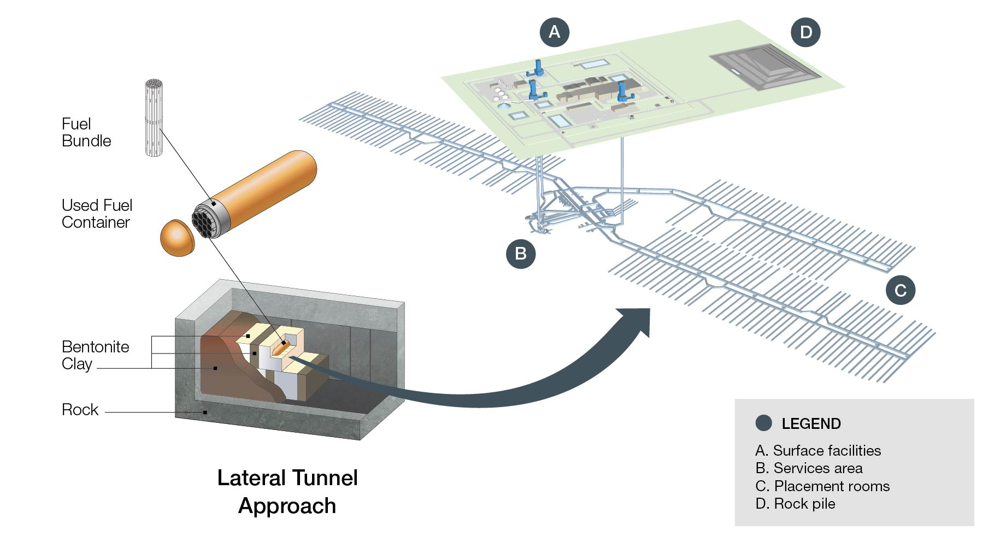 A
D
Fuel
Bundle
Used Fuel
Container
B
C
Bentonite
Clay
Rock
Lateral Tunnel
Approach
LEGEND
A. Surface facilities
B. Services area
C. Placement rooms
D. Rock pile